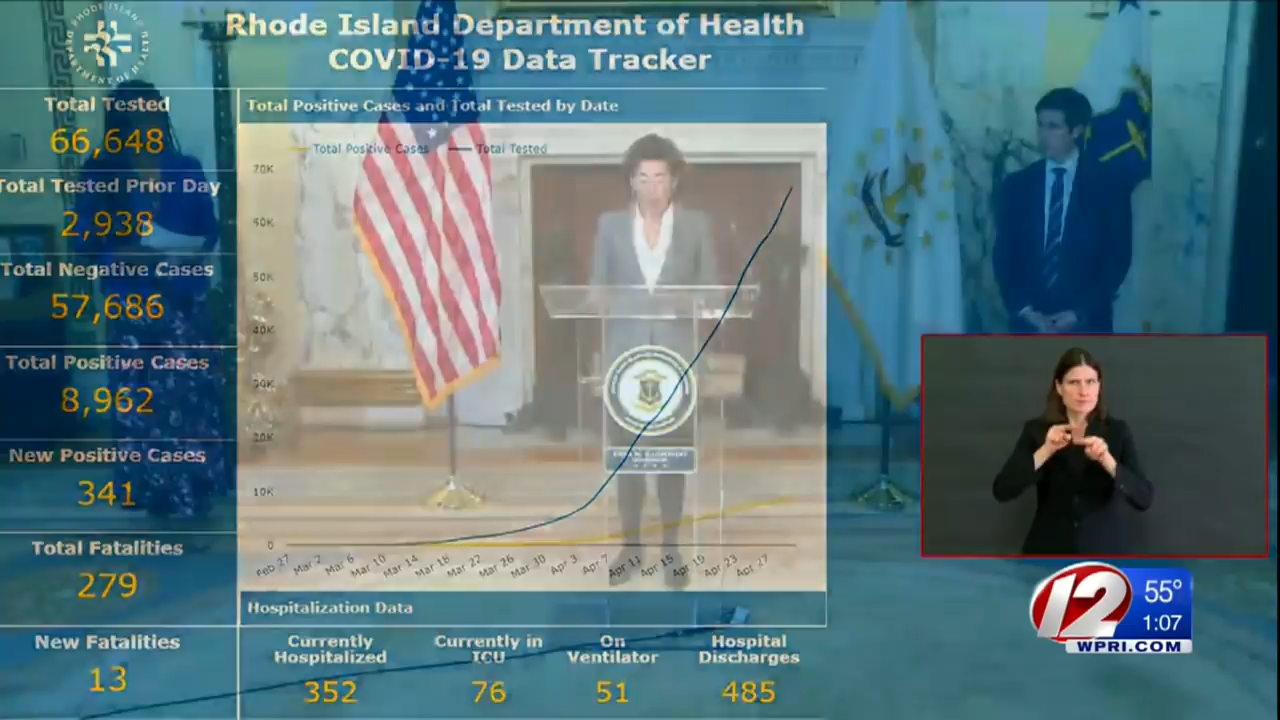 Rhode Island Department of Health
COVID-19 Data Tracker
Total Tested
66,648
Total Tested Prior Day
2,938
Total Negative Cases
57,686
Total Positive Cases
8,962
New Positive Cases
341
Total Fatalities
279
New Fatalities
13
Total Positive Cases and Total Tested by Date
Total Positive Cases
Total Tested
70K
60K
50K
40K
30K
20K
10K
0
Feb 27
Mar 2
Mar 6
Mar 10
Mar 14
Mar 18
Mar 22
Mar 26
Mar 30
Apr 3
Apr 7
Apr 11
Apr 15
Apr 19
Apr 23
Apr 27
Hospitalization Data
Currently
Hospitalized
352
Currently in
ICU
76
On
Ventilator
51
Hospital
Discharges
485
12
55°
1:07
WPRI.COM